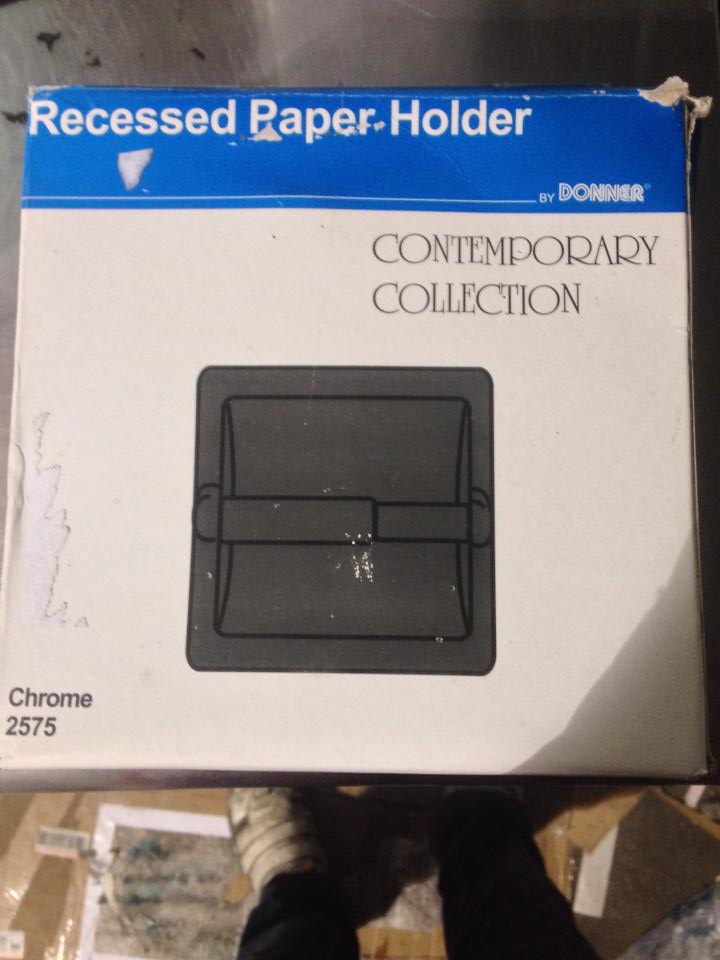 Recessed Paper Holder
BY DONNER®
CONTEMPORARY
COLLECTION
Chrome
2575